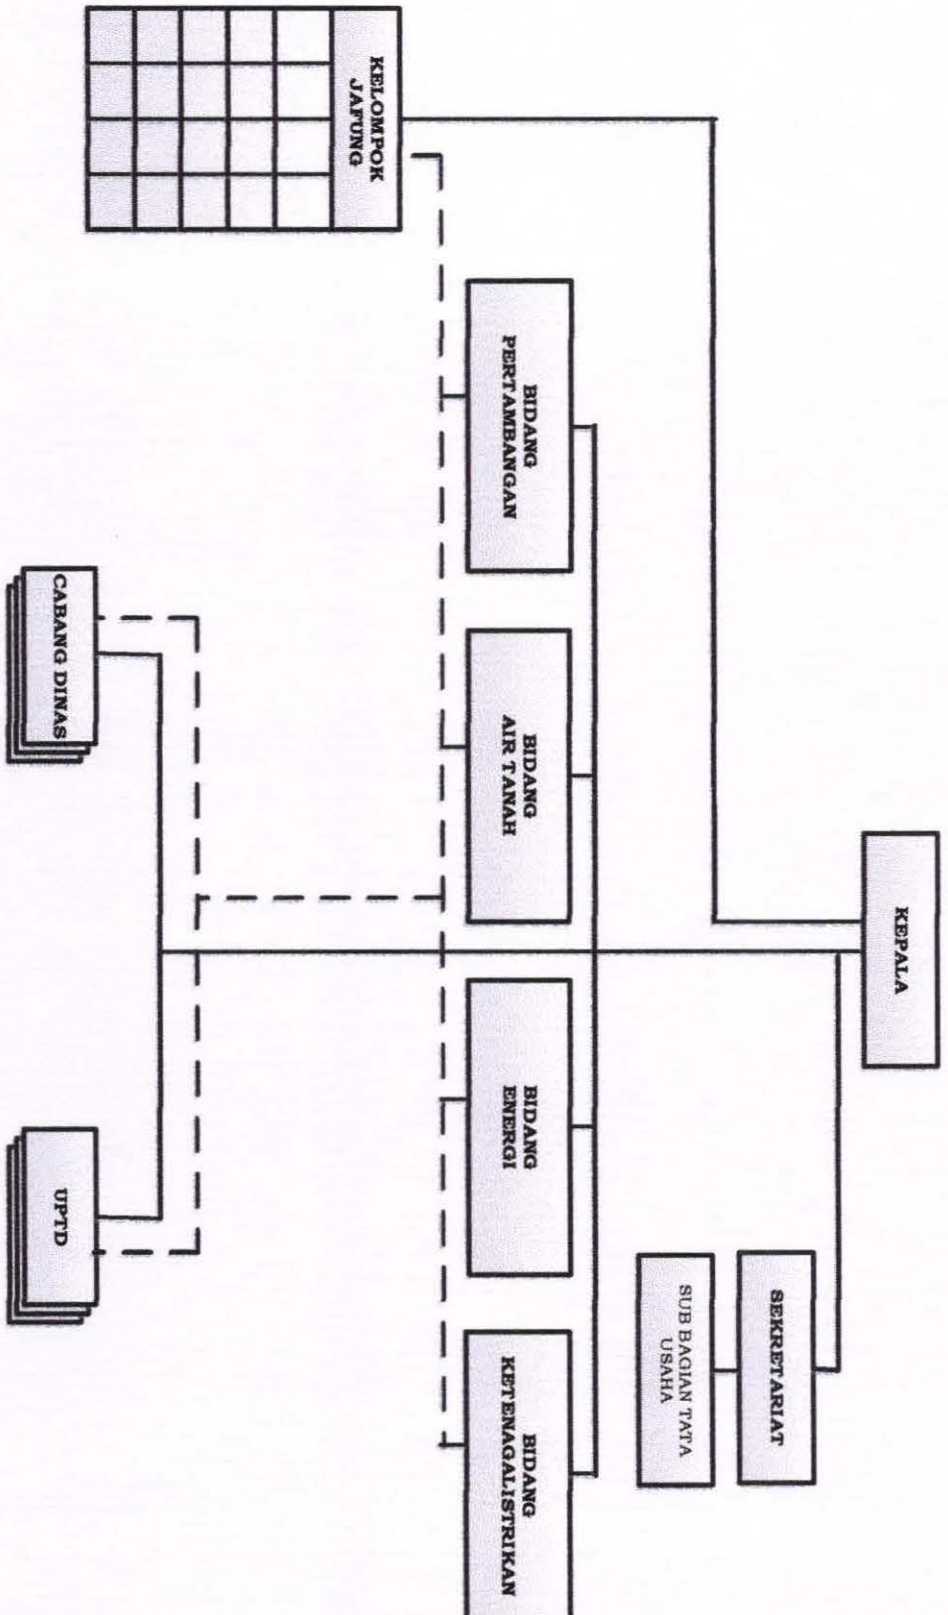 KEPALA
SEKRETARIAT
SUB BAGIAN TATA
USAHA
BIDANG
PERTAMBANGAN
BIDANG
AIR TANAH
BIDANG
ENERGI
BIDANG
KETENAGALISTRIKAN
KELOMPOK
JAFUNG
CABANG DINAS
UPTD